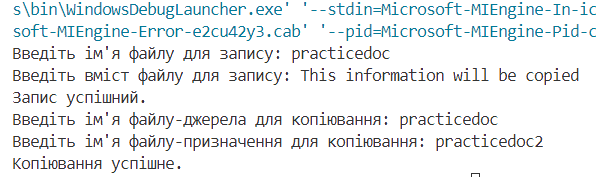 s\bin\WindowsDebugLauncher.exe' '--stdin=Microsoft-MIEngine-In-ic
soft-MIEngine-Error-e2cu42y3.cab' '--pid=Microsoft-MIEngine-Pid-c
Введіть ім'я файлу для запису: practicedoc
Введіть вміст файлу для запису: This information will be copied
Запис успішний.
Введіть ім'я файлу-джерела для копіювання: practicedoc
Введіть ім'я файлу-призначення для копіювання: practicedoc2
Копіювання успішне.